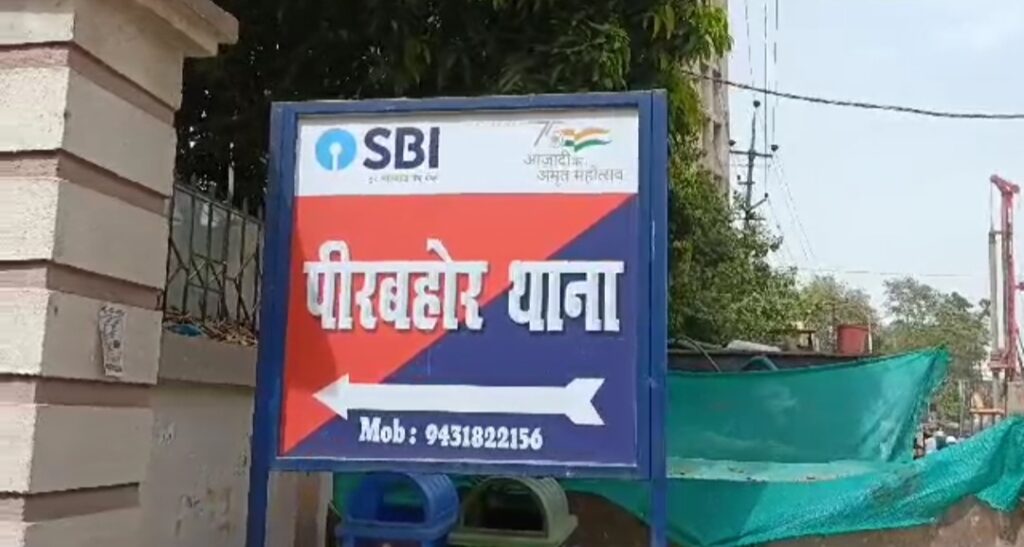 SBI
आज़ादी का
अमृत महोत्सव
पीरबहोर थाना
Mob : 9431822156